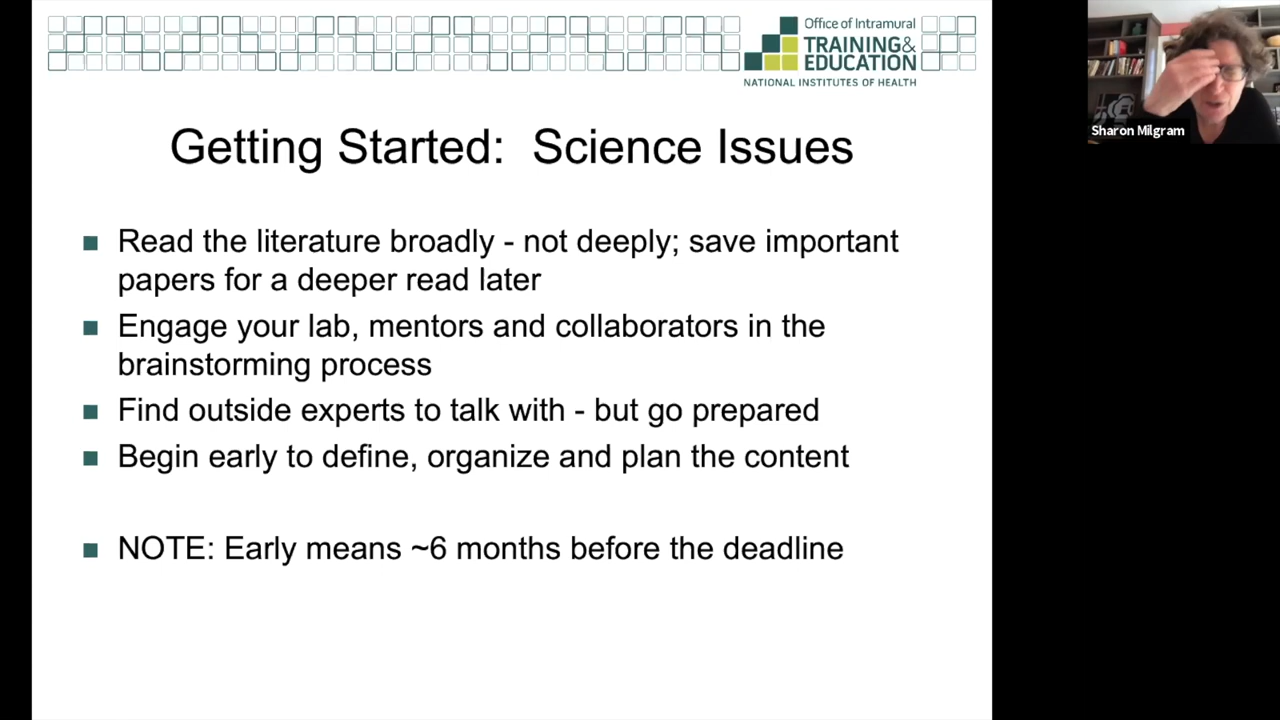 Office of Intramural
TRAINING&
EDUCATION
NATIONAL INSTITUTES OF HEALTH
Sharon Milgram
Getting Started: Science Issues
Read the literature broadly - not deeply; save important
papers for a deeper read later
Engage your lab, mentors and collaborators in the
brainstorming process
Find outside experts to talk with - but go prepared
Begin early to define, organize and plan the content
NOTE: Early means ~6 months before the deadline